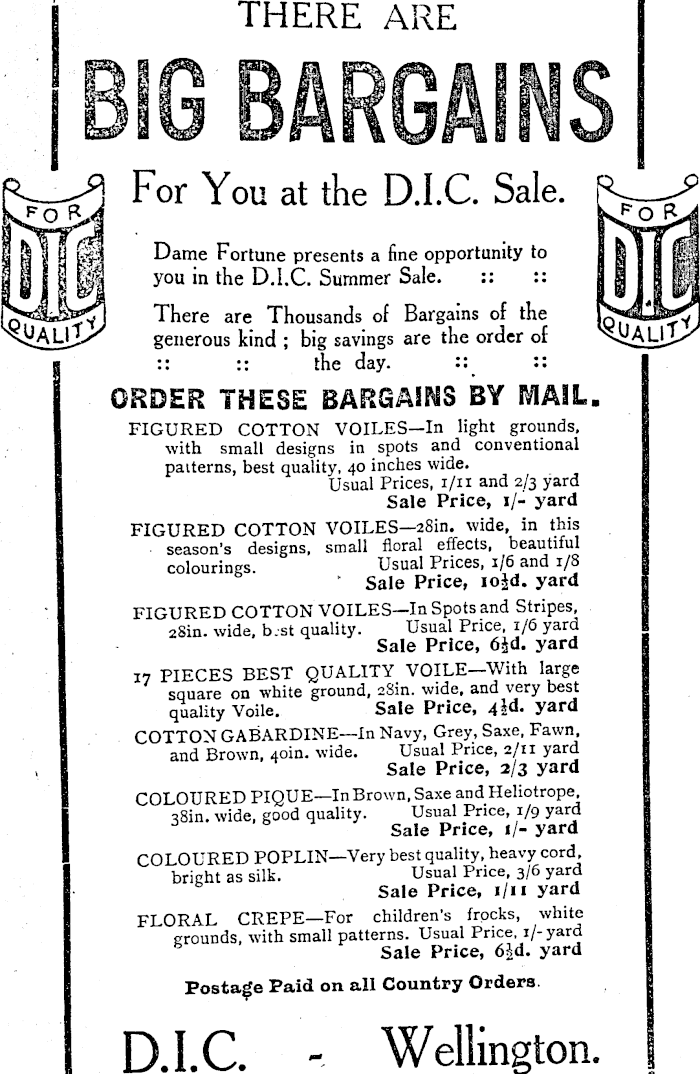 THERE ARE
BIG BARGAINS
For You at the D.I.C. Sale.
FOR
DIC
QUALITY
FOR
D.I.C
QUALITY
Dame Fortune presents a fine opportunity to
you in the D.I.C. Summer Sale. :: ::
There are Thousands of Bargains of the
generous kind ; big savings are the order of
:: :: the day. :: ::
ORDER THESE BARGAINS BY MAIL.
FIGURED COTTON VOILES—In light grounds,
with small designs in spots and conventional
patterns, best quality, 40 inches wide.
Usual Prices, 1/11 and 2/3 yard
Sale Price, 1/- yard
FIGURED COTTON VOILES—28in. wide, in this
season's designs, small floral effects, beautiful
colourings. Usual Prices, 1/6 and 1/8
Sale Price, 10½d. yard
FIGURED COTTON VOILES—In Spots and Stripes,
28in. wide, best quality. Usual Price, 1/6 yard
Sale Price, 6½d. yard
17 PIECES BEST QUALITY VOILE—With large
square on white ground, 28in. wide, and very best
quality Voile. Sale Price, 4½d. yard
COTTON GABARDINE—In Navy, Grey, Saxe, Fawn,
and Brown, 40in. wide. Usual Price, 2/11 yard
Sale Price, 2/3 yard
COLOURED PIQUE—In Brown, Saxe and Heliotrope,
38in. wide, good quality. Usual Price, 1/9 yard
Sale Price, 1/- yard
COLOURED POPLIN—Very best quality, heavy cord,
bright as silk. Usual Price, 3/6 yard
Sale Price, 1/11 yard
FLORAL CREPE—For children's frocks, white
grounds, with small patterns. Usual Price, 1/- yard
Sale Price, 6½d. yard
Postage Paid on all Country Orders.
D.I.C. - Wellington.